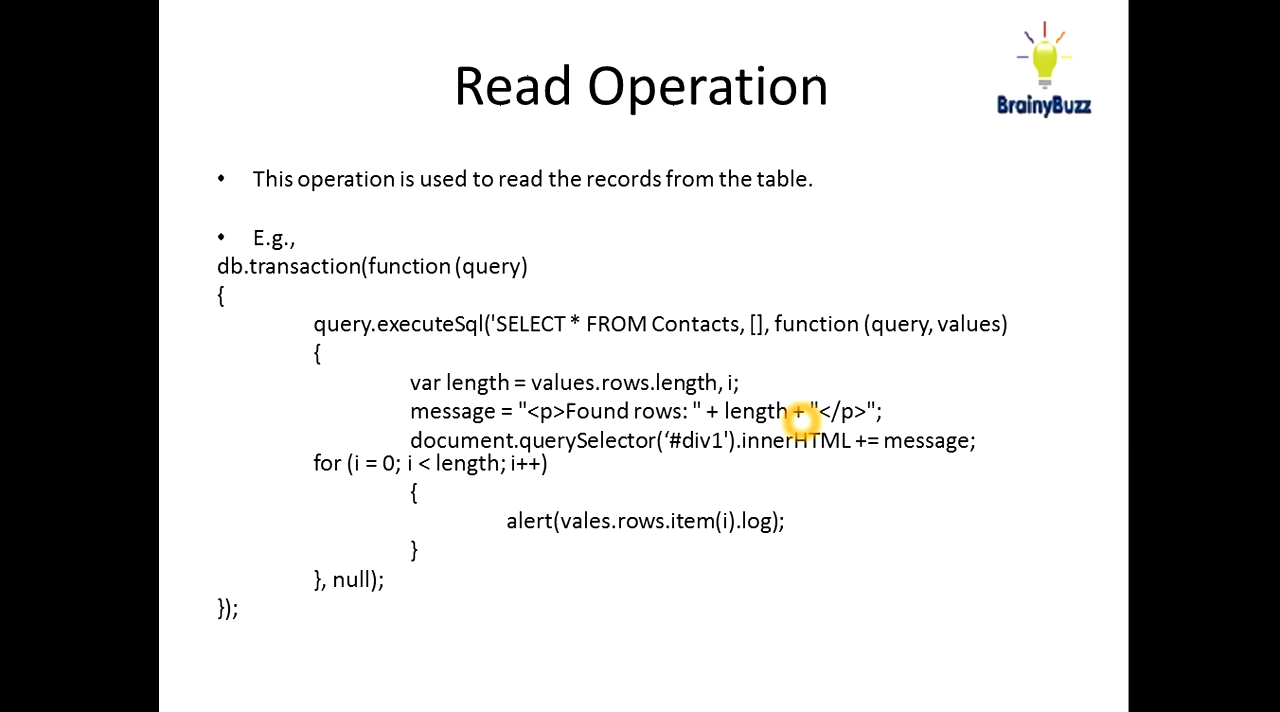 Read Operation
BrainyBuzz
• This operation is used to read the records from the table.
• E.g.,
db.transaction(function (query)
{
query.executeSql('SELECT * FROM Contacts, [], function (query, values)
{
var length = values.rows.length, i;
message = "<p>Found rows: " + length + "</p>";
document.querySelector(‘#div1').innerHTML += message;
for (i = 0; i < length; i++)
{
alert(vales.rows.item(i).log);
}
}, null);
});